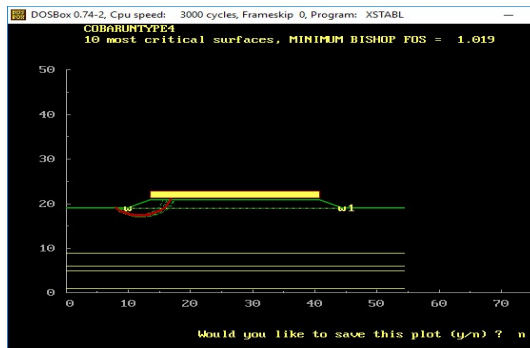 DOSBox 0.74-2, Cpu speed: 3000 cycles, Frameskip 0, Program: XSTABL
COBARUNTYPE4
10 most critical surfaces, MINIMUM BISHOP FOS = 1.019
50
40
30
20
10
0
w
w1
0 10 20 30 40 50 60 70
Would you like to save this plot (y/n) ? n